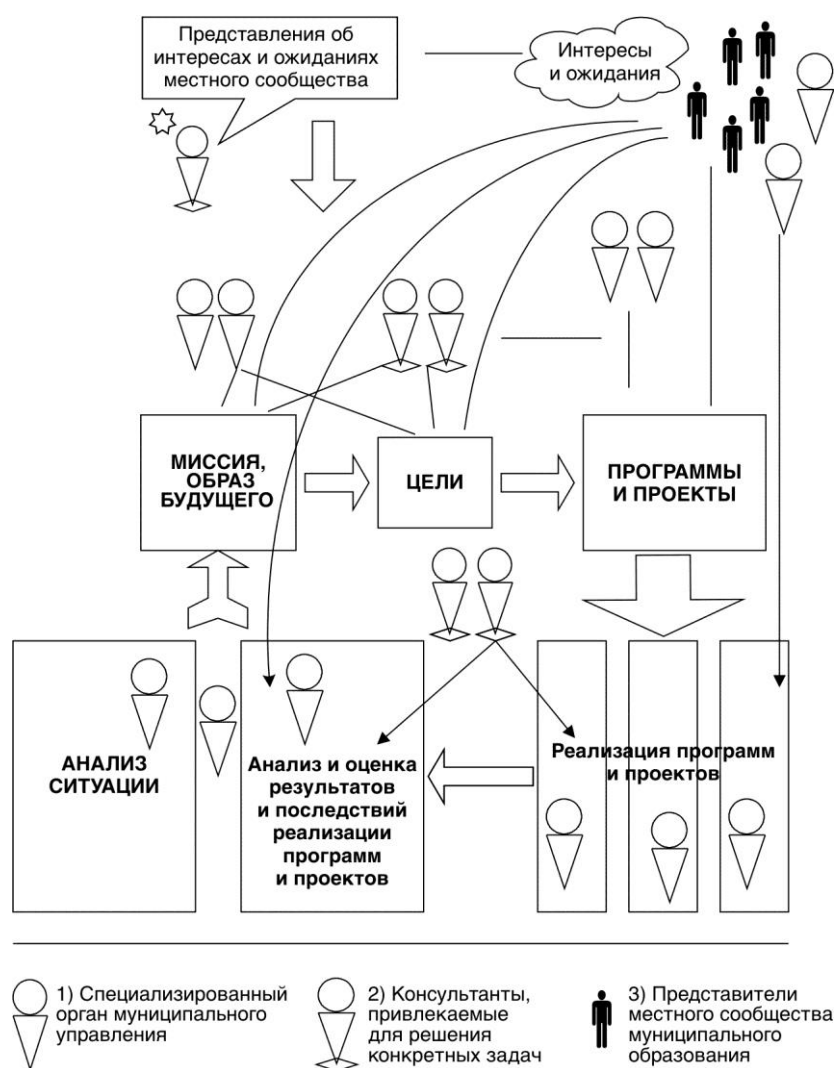 Представления об
интересах и ожиданиях
местного сообщества
Интересы
и ожидания
МИССИЯ,
ОБРАЗ
БУДУЩЕГО
ЦЕЛИ
ПРОГРАММЫ
И ПРОЕКТЫ
АНАЛИЗ
СИТУАЦИИ
Анализ и оценка
результатов
и последствий
реализации
программ
и проектов
Реализация программ
и проектов
1) Специализированный
орган муниципального
управления
2) Консультанты,
привлекаемые
для решения
конкретных задач
3) Представители
местного сообщества
муниципального
образования